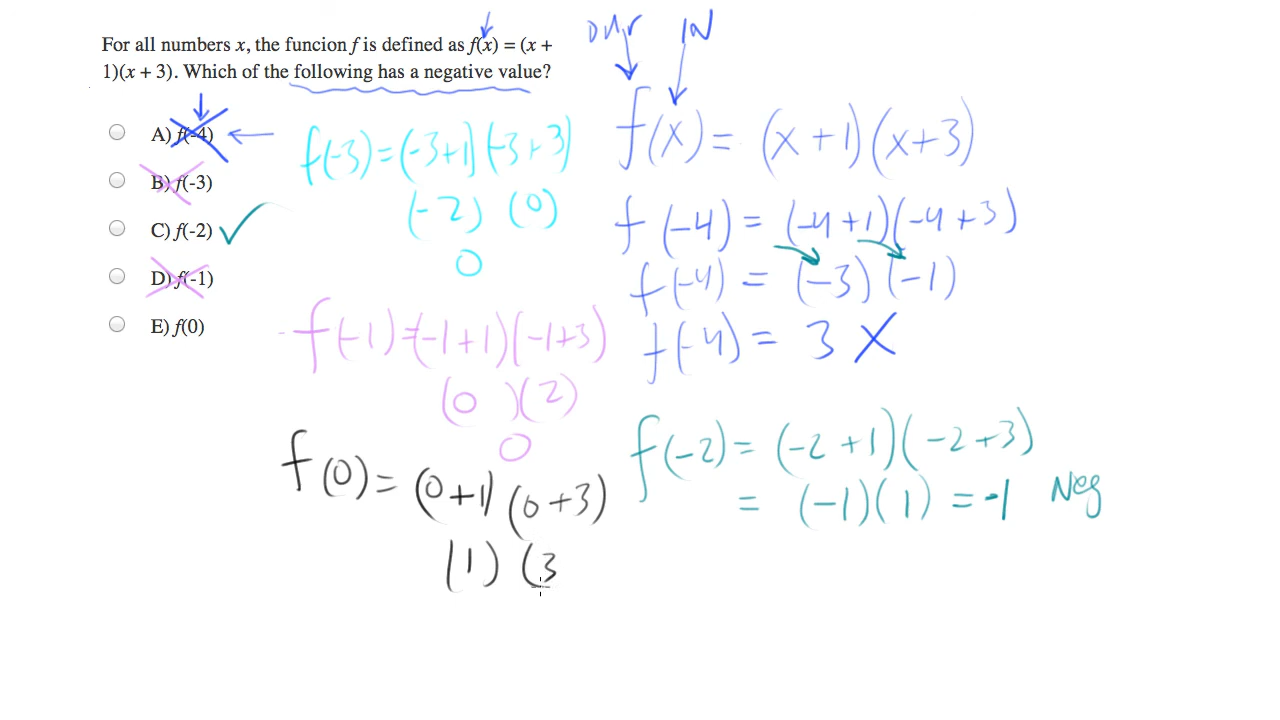 For all numbers x, the funcion f is defined as f(x) = (x +
1)(x + 3). Which of the following has a negative value?
A) f(-4)
B) f(-3)
C) f(-2)
D) f(-1)
E) f(0)
IN
f(x) = (x+1)(x+3)
f(-4) = (-4+1)(-4+3)
f(-4) = (-3)(-1)
f(-4) = 3 X
f(-3)=(-3+1)(-3+3)
(-2) (0)
0
f(-1)=(-1+1)(-1+3)
(0)(2)
0
f(-2) = (-2+1)(-2+3)
= (-1)(1) = -1 Neg
f(0)= (0+1)(0+3)
(1) (3